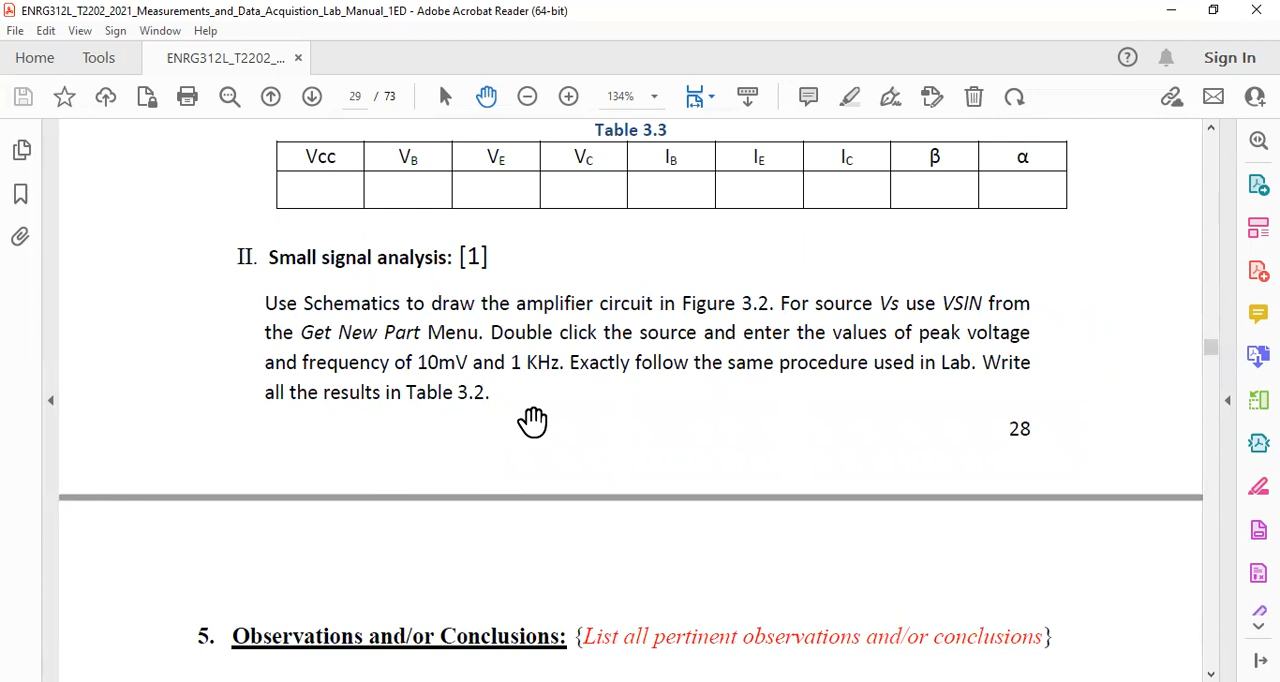 ENRG312L_T2202_2021_Measurements_and_Data_Acquistion_Lab_Manual_1ED - Adobe Acrobat Reader (64-bit)
File Edit View Sign Window Help
Home Tools ENRG312L_T2202_... × Sign In
29 / 73 134%
Table 3.3
Vcc VB VE VC IB IE IC β α
II. Small signal analysis: [1]
Use Schematics to draw the amplifier circuit in Figure 3.2. For source Vs use VSIN from
the Get New Part Menu. Double click the source and enter the values of peak voltage
and frequency of 10mV and 1 KHz. Exactly follow the same procedure used in Lab. Write
all the results in Table 3.2.
28
5. Observations and/or Conclusions: {List all pertinent observations and/or conclusions}